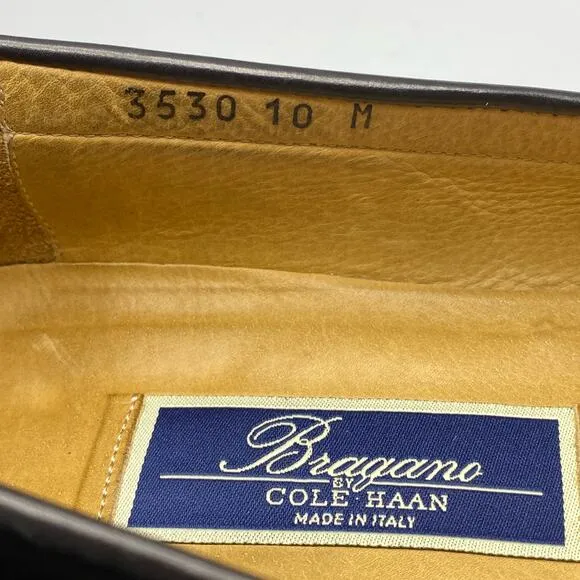 3530 10 M
Bragano
BY
COLE·HAAN
MADE IN ITALY